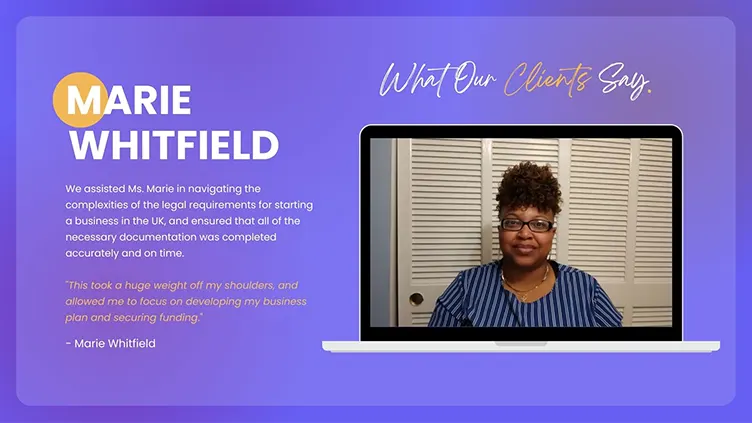 What Our Clients Say.
MARIE
WHITFIELD
We assisted Ms. Marie in navigating the
complexities of the legal requirements for starting
a business in the UK, and ensured that all of the
necessary documentation was completed
accurately and on time.
"This took a huge weight off my shoulders, and
allowed me to focus on developing my business
plan and securing funding."
- Marie Whitfield